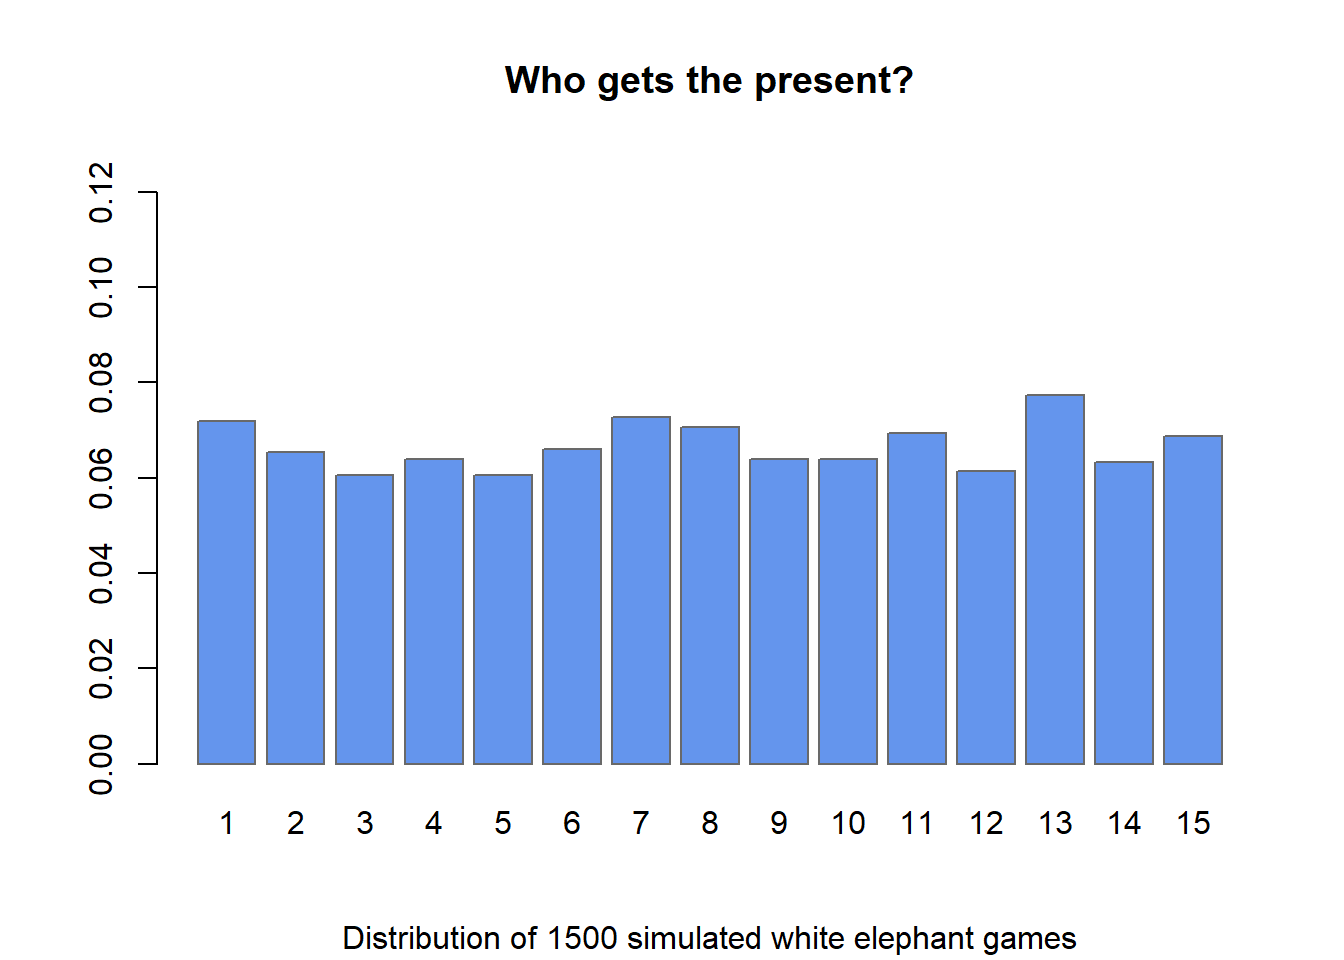 Who gets the present?
0.12
0.10
0.08
0.06
0.04
0.02
0.00
1 2 3 4 5 6 7 8 9 10 11 12 13 14 15
Distribution of 1500 simulated white elephant games